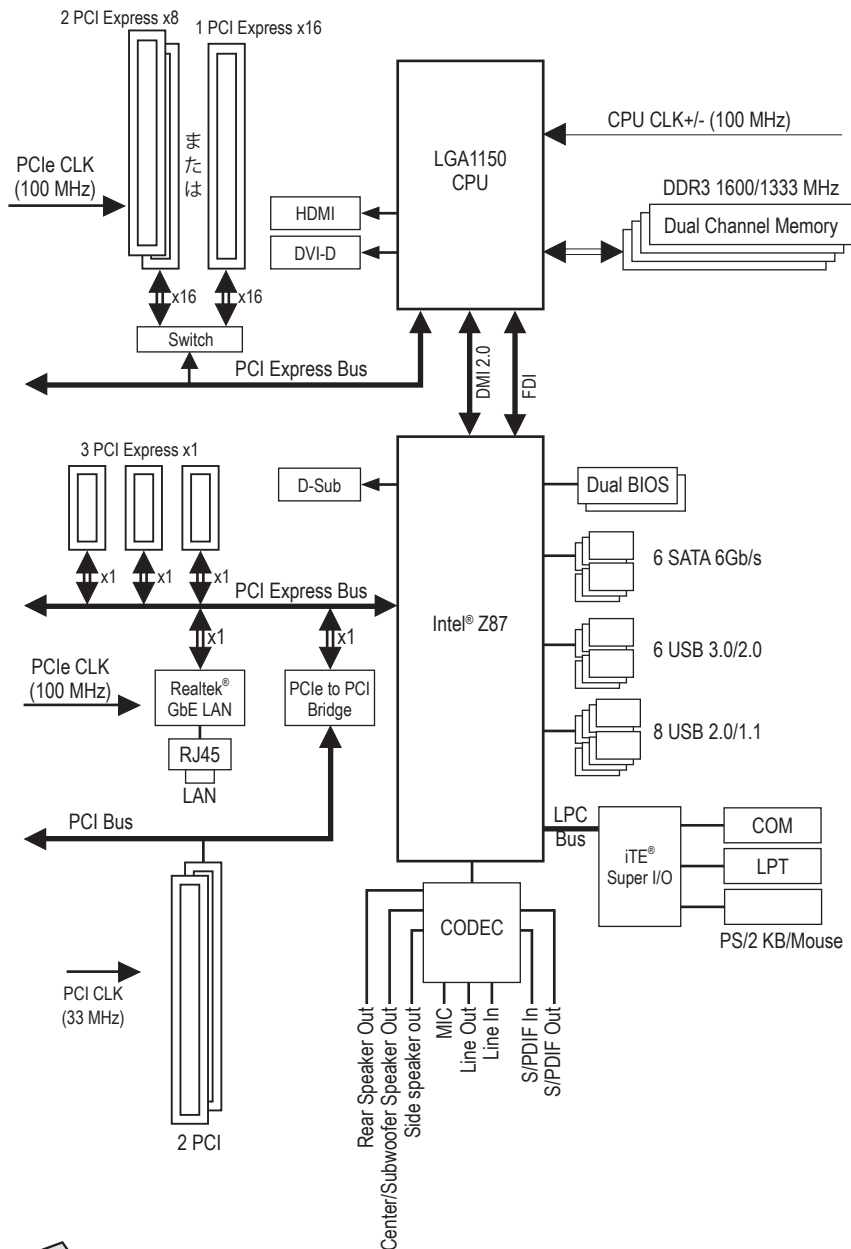 2 PCI Express x8
1 PCI Express x16
または
PCIe CLK
(100 MHz)
x16
x16
Switch
PCI Express Bus
LGA1150
CPU
CPU CLK+/- (100 MHz)
DDR3 1600/1333 MHz
Dual Channel Memory
HDMI
DVI-D
DMI 2.0
FDI
3 PCI Express x1
x1
x1
x1
PCI Express Bus
D-Sub
Intel® Z87
Dual BIOS
6 SATA 6Gb/s
6 USB 3.0/2.0
8 USB 2.0/1.1
x1
x1
PCIe CLK
(100 MHz)
Realtek®
GbE LAN
RJ45
LAN
PCIe to PCI
Bridge
PCI Bus
LPC
Bus
iTE®
Super I/O
COM
LPT
PS/2 KB/Mouse
CODEC
PCI CLK
(33 MHz)
2 PCI
Rear Speaker Out
Center/Subwoofer Speaker Out
Side speaker out
MIC
Line Out
Line In
S/PDIF In
S/PDIF Out